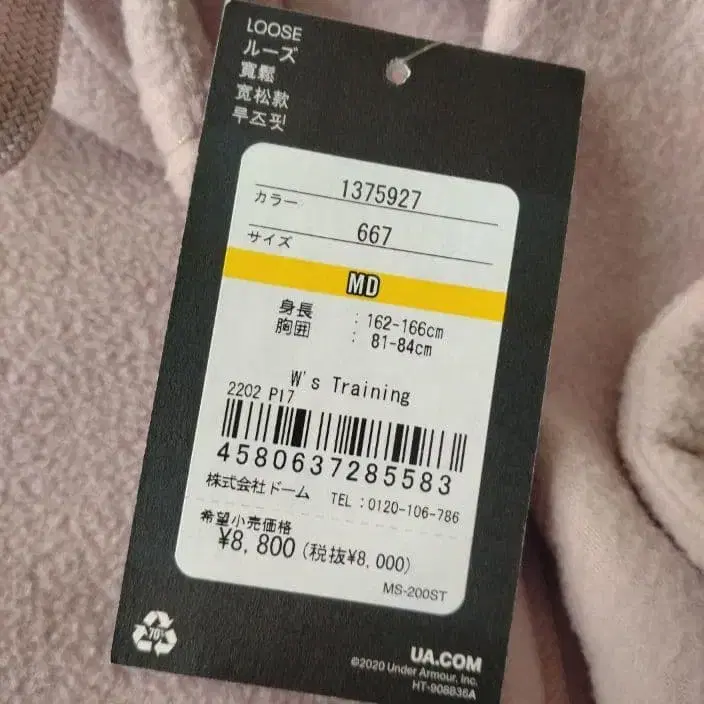 LOOSE
ルーズ
寬鬆
宽松款
루즈핏
1375927
カラー
667
サイズ
MD
身長 : 162-166cm
胸囲 : 81-84cm
W's Training
2202 P17
4580637285583
株式会社ドーム TEL:0120-106-786
希望小売価格
¥8,800 (税抜¥8,000)
MS-200ST
70%
UA.COM
©2020 Under Armour, Inc.
HT-908836A